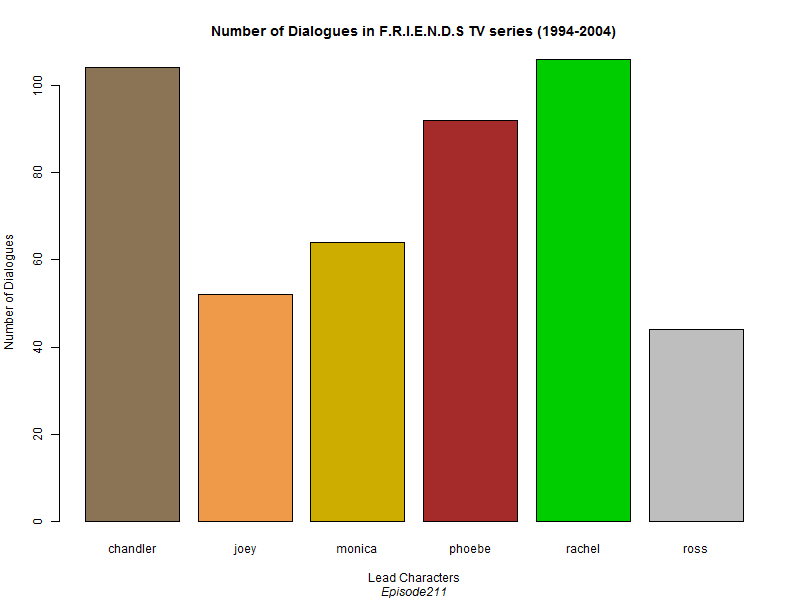 Number of Dialogues in F.R.I.E.N.D.S TV series (1994-2004)
Number of Dialogues
100
80
60
40
20
0
chandler joey monica phoebe rachel ross
Lead Characters
Episode211